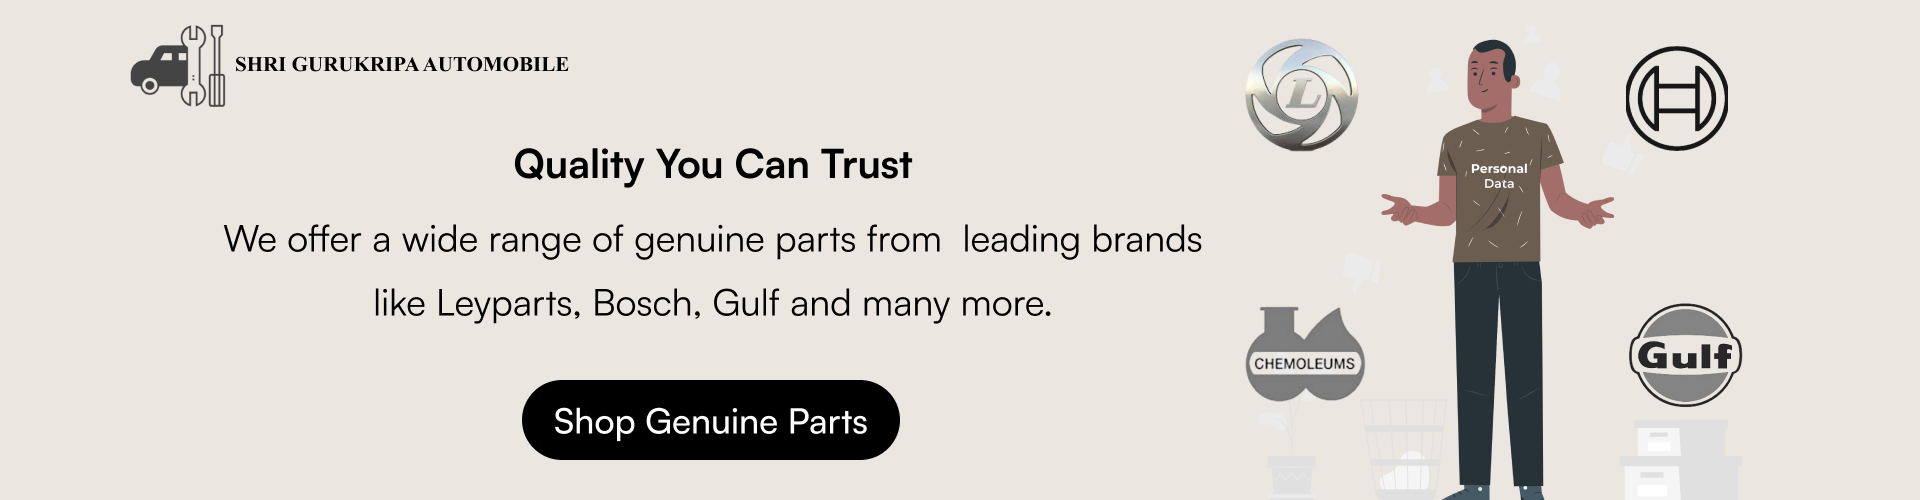 SHRI GURUKRIPA AUTOMOBILE
Quality You Can Trust
We offer a wide range of genuine parts from  leading brands
like Leyparts, Bosch, Gulf and many more.
Shop Genuine Parts
L
Personal
Data
CHEMOLEUMS
Gulf